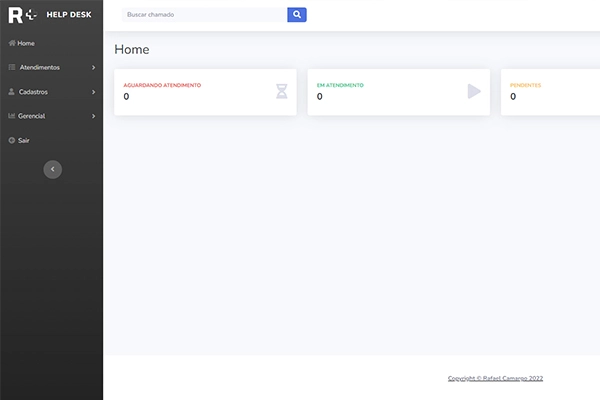 R+ HELP DESK
Buscar chamado
Home
Atendimentos
Cadastros
Gerencial
Sair
Home
AGUARDANDO ATENDIMENTO
0
EM ATENDIMENTO
0
PENDENTES
0
Copyright © Rafael Camargo 2022